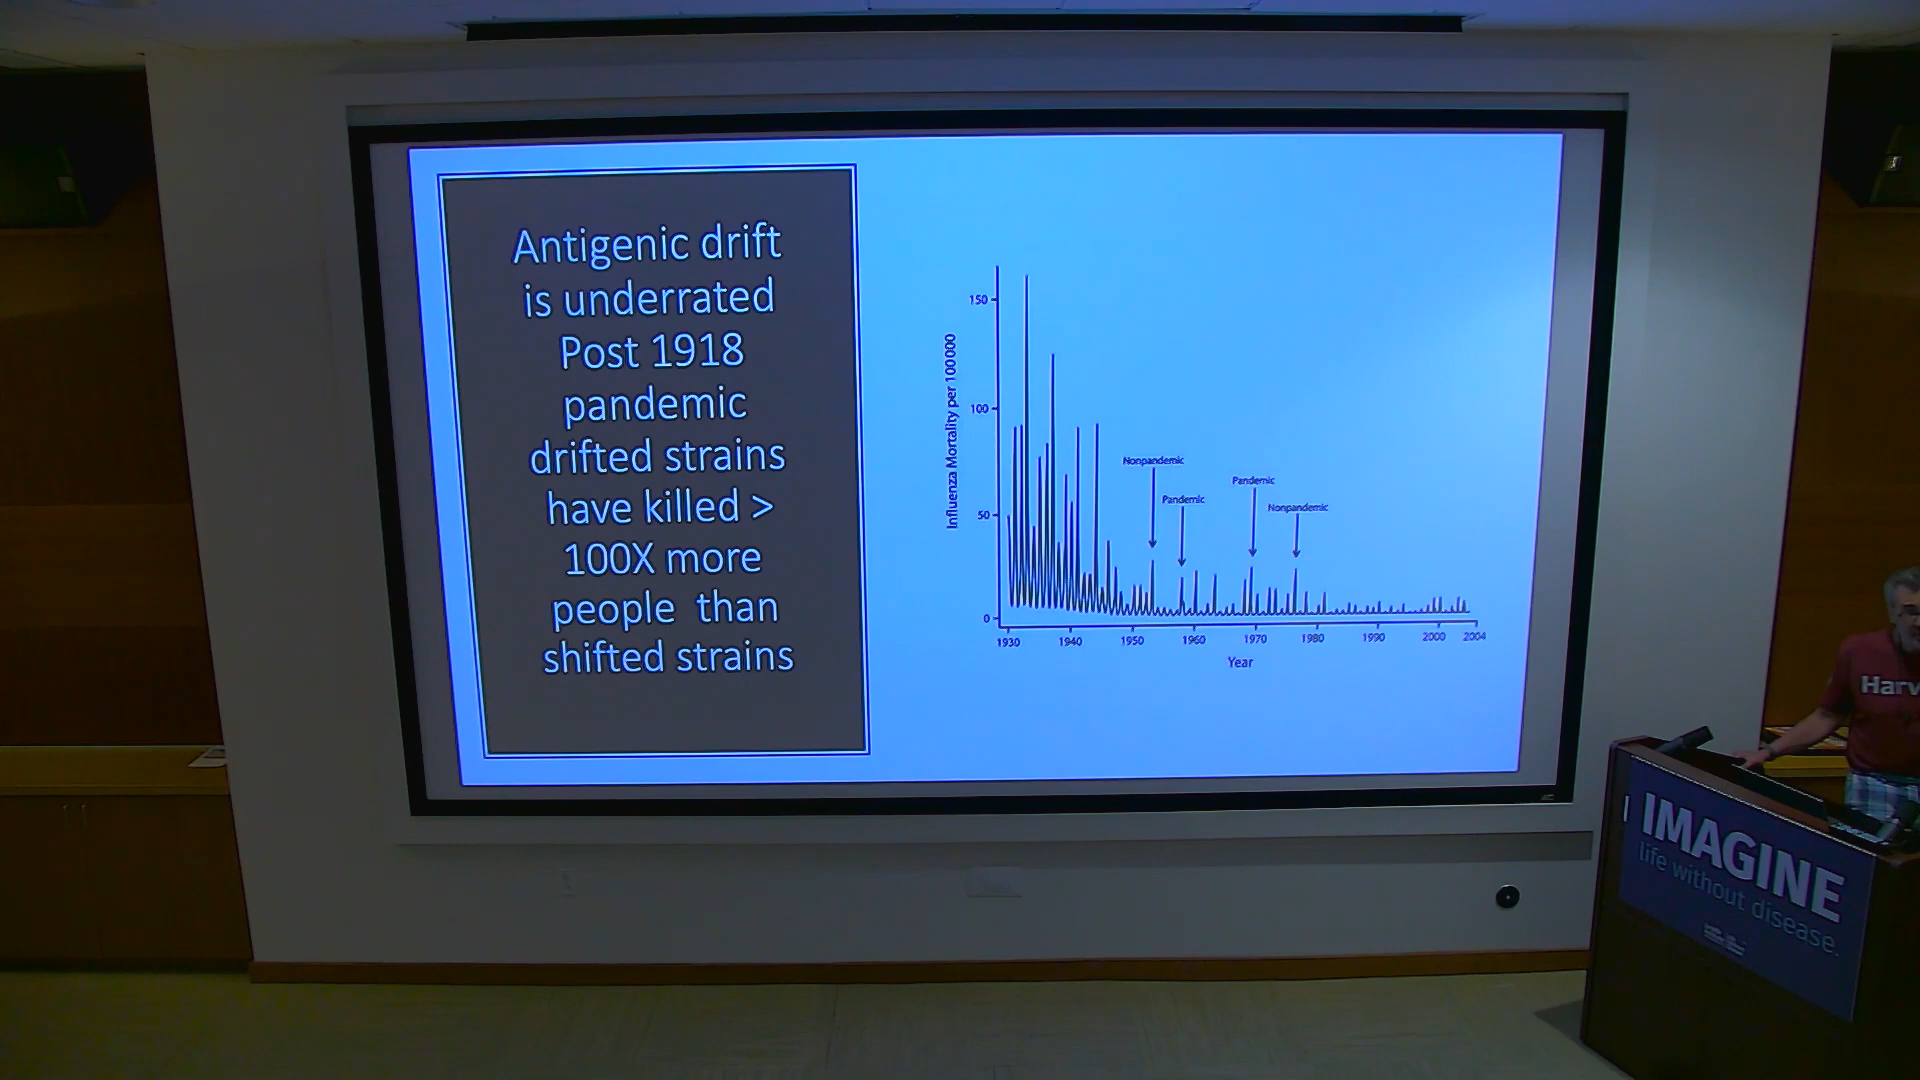 Antigenic drift
is underrated
Post 1918
pandemic
drifted strains
have killed >
100X more
people than
shifted strains
Influenza Mortality per 100 000
150
100
50
0
Nonpandemic
Pandemic
Pandemic
Nonpandemic
1930 1940 1950 1960 1970 1980 1990 2000 2004
Year
Harv
IMAGINE
life without disease.